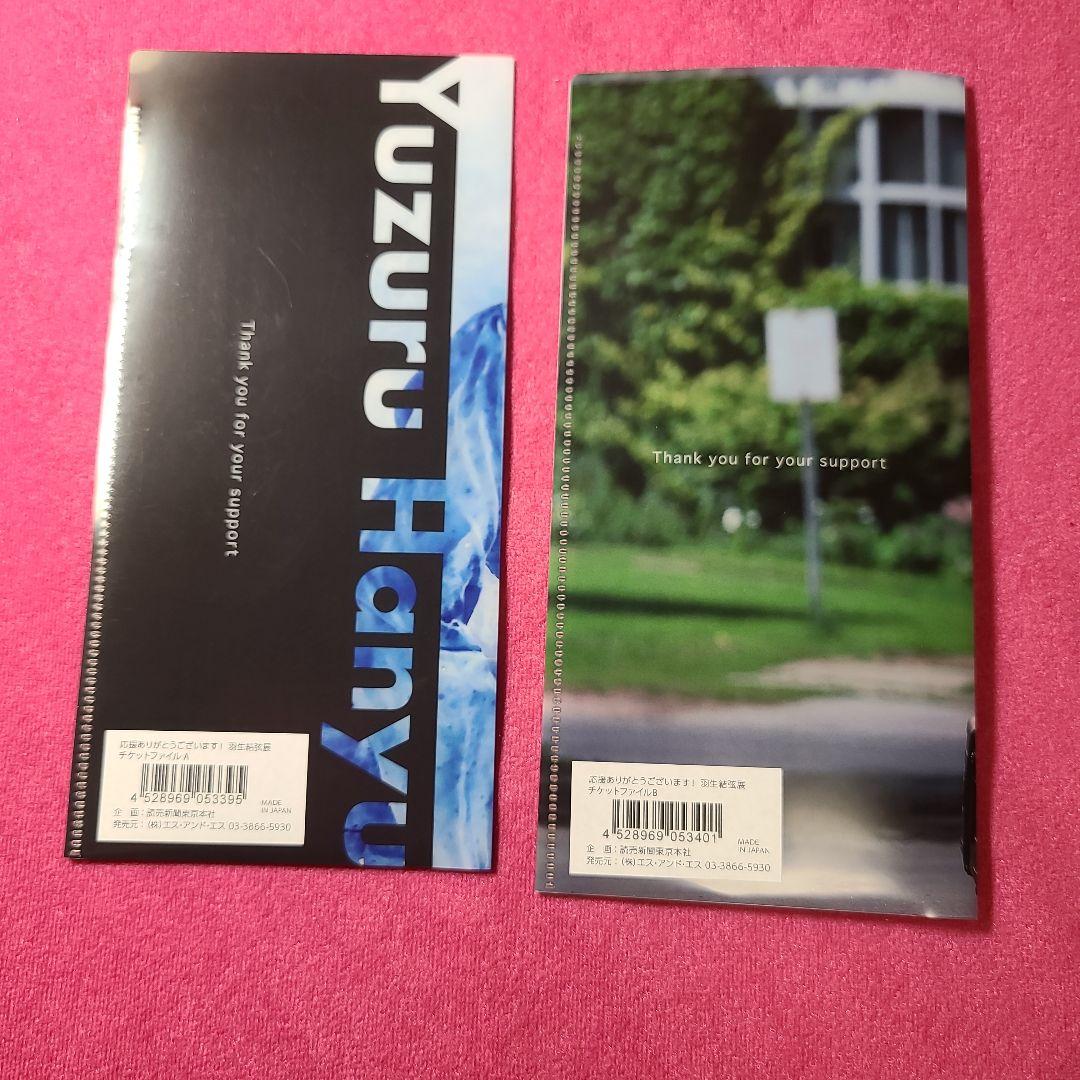 Yuzuru Hanyu
Thank you for your support
応援ありがとうございます！ 羽生結弦展
チケットファイルA
4 528969 053395
MADE
IN JAPAN
企　画：読売新聞東京本社
発売元：(株)エス・アンド・エス 03-3866-5930
Thank you for your support
応援ありがとうございます！ 羽生結弦展
チケットファイルB
4 528969 053401
MADE
IN JAPAN
企　画：読売新聞東京本社
発売元：(株)エス・アンド・エス 03-3866-5930